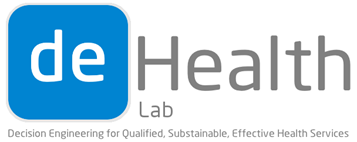 de Health
Lab
Decision Engineering for Qualified, Substainable, Effective Health Services